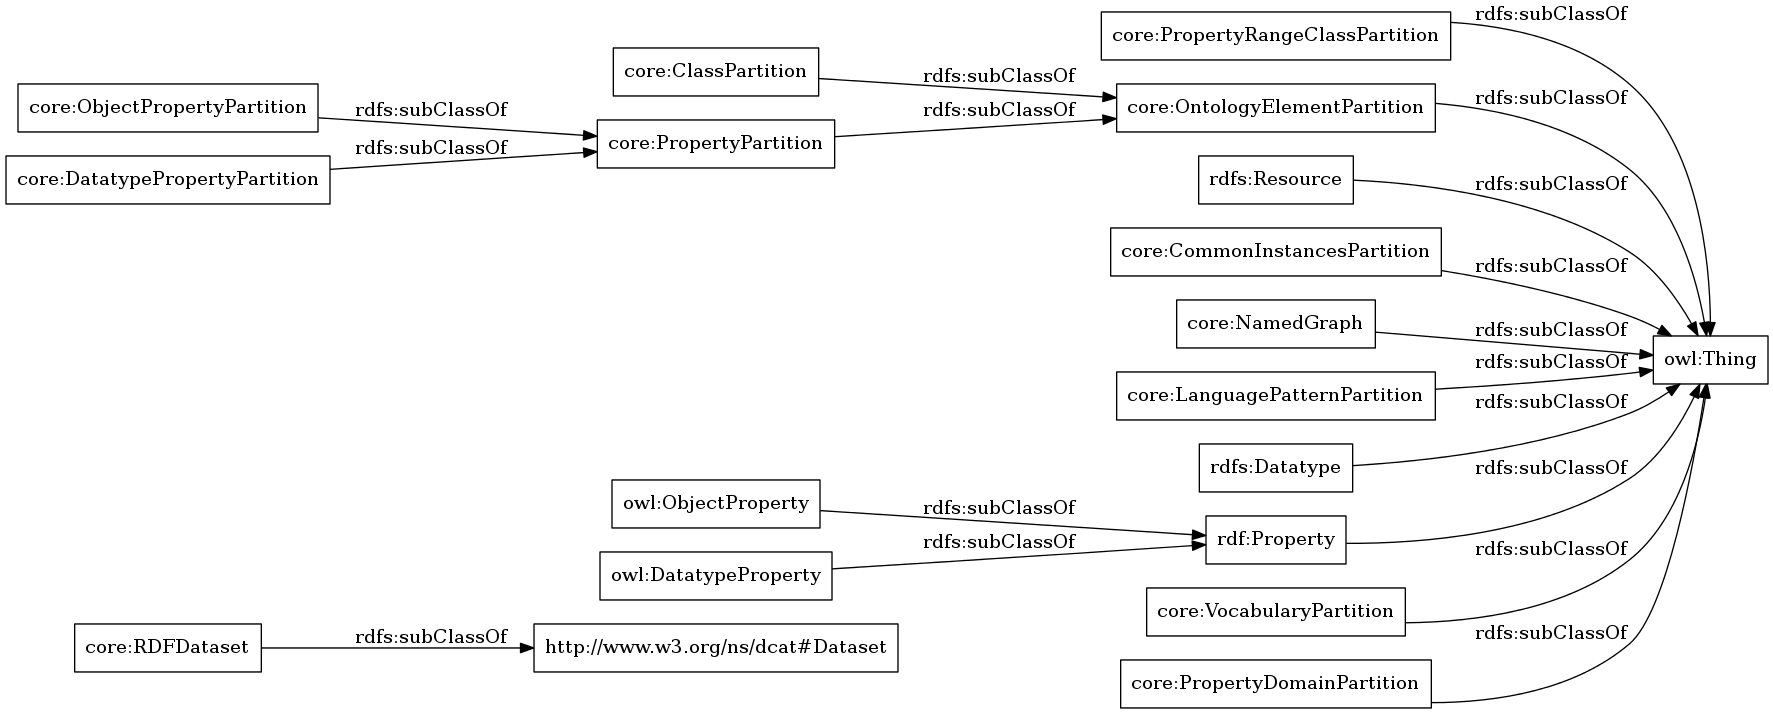 core:PropertyRangeClassPartition
rdfs:subClassOf
core:ClassPartition
rdfs:subClassOf
core:ObjectPropertyPartition
rdfs:subClassOf
rdfs:subClassOf
core:OntologyElementPartition
rdfs:subClassOf
core:PropertyPartition
core:DatatypePropertyPartition
rdfs:subClassOf
rdfs:Resource
rdfs:subClassOf
core:CommonInstancesPartition
rdfs:subClassOf
core:NamedGraph
rdfs:subClassOf
owl:Thing
rdfs:subClassOf
core:LanguagePatternPartition
rdfs:subClassOf
rdfs:Datatype
rdfs:subClassOf
owl:ObjectProperty
rdfs:subClassOf
rdf:Property
owl:DatatypeProperty
rdfs:subClassOf
rdfs:subClassOf
core:VocabularyPartition
core:RDFDataset
rdfs:subClassOf
http://www.w3.org/ns/dcat#Dataset
rdfs:subClassOf
core:PropertyDomainPartition